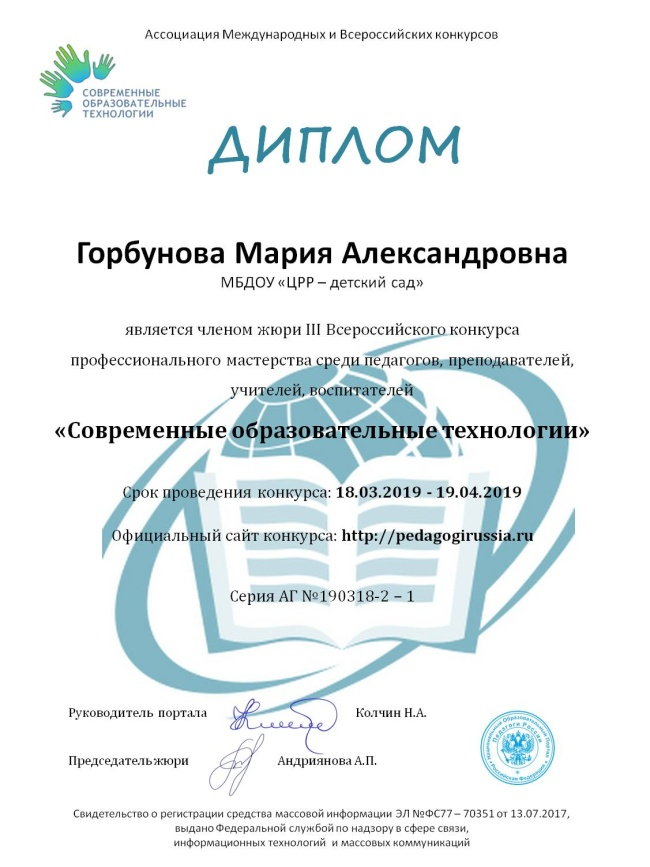 Ассоциация Международных и Всероссийских конкурсов
СОВРЕМЕННЫЕ
ОБРАЗОВАТЕЛЬНЫЕ
ТЕХНОЛОГИИ
ДИПЛОМ
Горбунова Мария Александровна
МБДОУ «ЦРР – детский сад»
является членом жюри III Всероссийского конкурса
профессионального мастерства среди педагогов, преподавателей,
учителей, воспитателей
«Современные образовательные технологии»
Срок проведения конкурса: 18.03.2019 - 19.04.2019
Официальный сайт конкурса: http://pedagogirussia.ru
Серия АГ №190318-2 – 1
Руководитель портала Колчин Н.А.
Председатель жюри Андриянова А.П.
Педагоги России
Российская Федерация
Свидетельство о регистрации средства массовой информации ЭЛ №ФС77 – 70351 от 13.07.2017,
выдано Федеральной службой по надзору в сфере связи,
информационных технологий и массовых коммуникаций